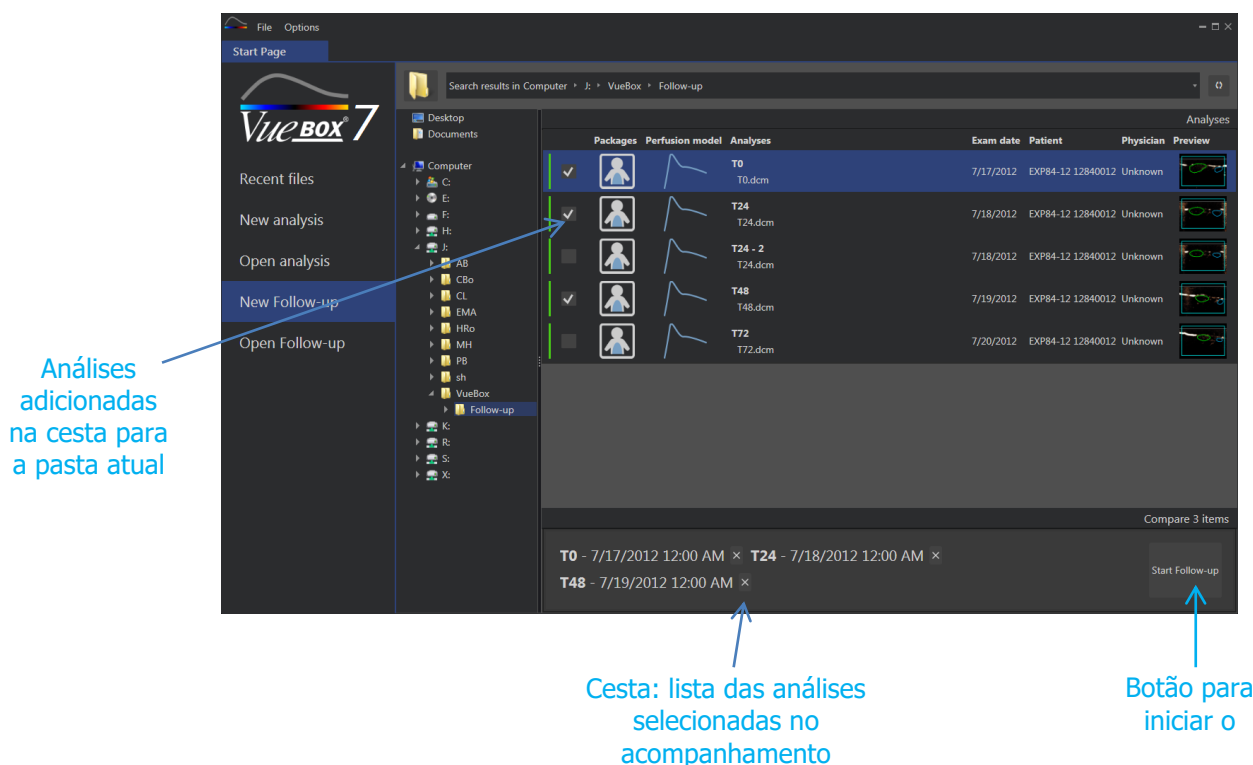 File Options
Start Page
VUEBOX® 7
Recent files
New analysis
Open analysis
New Follow-up
Open Follow-up
Search results in Computer J: VueBox Follow-up
Desktop
Documents
Computer
C:
E:
F:
H:
J:
AB
CBo
CL
EMA
HRo
MH
PB
sh
VueBox
Follow-up
K:
R:
S:
X:
Analyses
Packages Perfusion model Analyses Exam date Patient Physician Preview
T0 
T0.dcm
7/17/2012 EXP84-12 12840012 Unknown
T24
T24.dcm
7/18/2012 EXP84-12 12840012 Unknown
T24 - 2
T24.dcm
7/18/2012 EXP84-12 12840012 Unknown
T48
T48.dcm
7/19/2012 EXP84-12 12840012 Unknown
T72
T72.dcm
7/20/2012 EXP84-12 12840012 Unknown
Compare 3 items
T0 - 7/17/2012 12:00 AM × T24 - 7/18/2012 12:00 AM ×
T48 - 7/19/2012 12:00 AM ×
Start Follow-up
Análises
adicionadas
na cesta para
a pasta atual
Cesta: lista das análises
selecionadas no
acompanhamento
Botão para
iniciar o